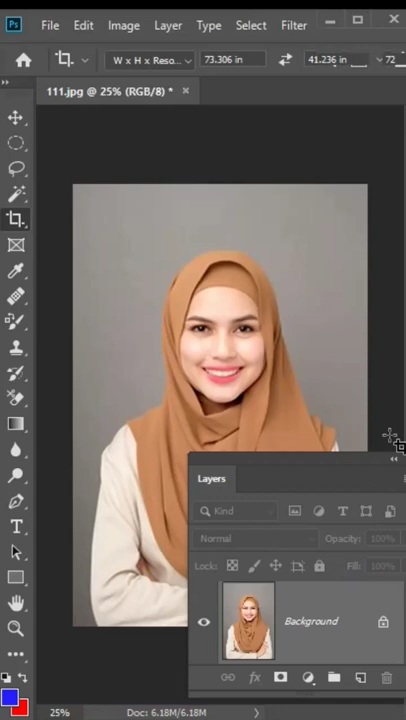 Ps File Edit Image Layer Type Select Filter
W x H x Reso... 73.306 in 41.236 in 72
111.jpg @ 25% (RGB/8) *
Layers
Kind T
Normal Opacity: 100%
Lock: Fill: 100%
Background
fx
T
25% Doc: 6.18M/6.18M